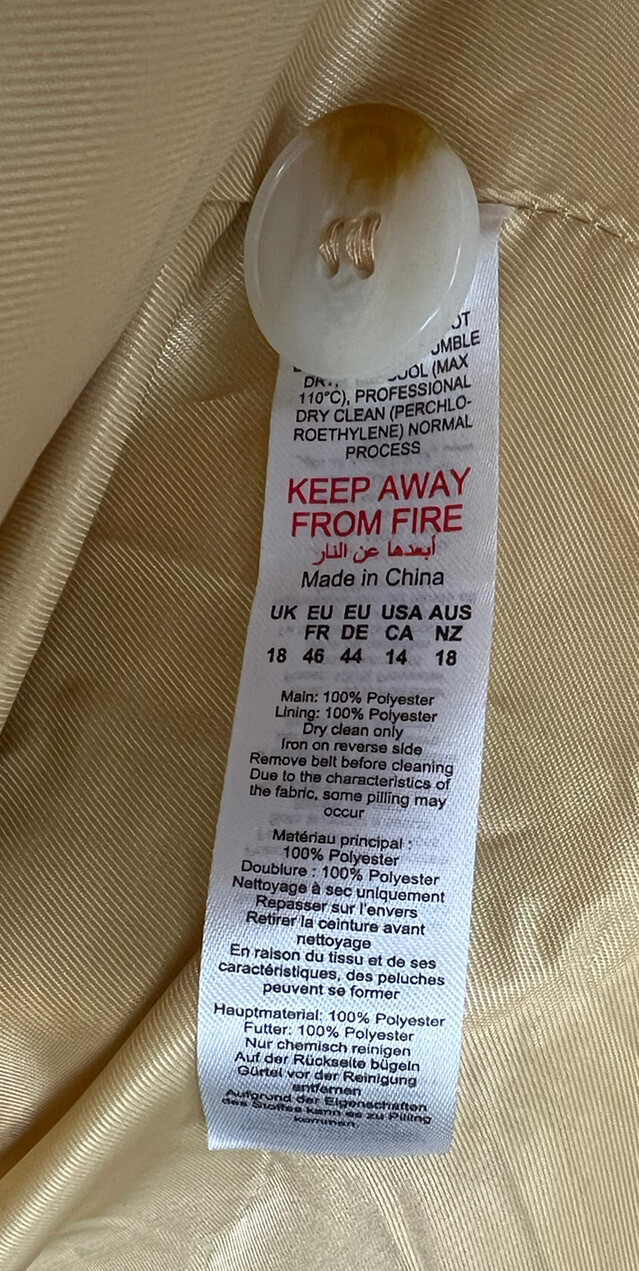 OT
UMBLE
COOL (MAX
110°C), PROFESSIONAL
DRY CLEAN (PERCHLO-
ROETHYLENE) NORMAL
PROCESS
KEEP AWAY
FROM FIRE
أبعدها عن النار
Made in China
UK EU EU USA AUS
FR DE CA NZ
18 46 44 14 18
Main: 100% Polyester
Lining: 100% Polyester
Dry clean only
Iron on reverse side
Remove belt before cleaning
Due to the characteristics of
the fabric, some pilling may
occur
Matériau principal :
100% Polyester
Doublure : 100% Polyester
Nettoyage à sec uniquement
Repasser sur l'envers
Retirer la ceinture avant
nettoyage
En raison du tissu et de ses
caractéristiques, des peluches
peuvent se former
Hauptmaterial: 100% Polyester
Futter: 100% Polyester
Nur chemisch reinigen
Auf der Rückseite bügeln
Gürtel vor der Reinigung
entfernen
Aufgrund der Eigenschaften
des Stoffes kann es zu Pilling
kommen.